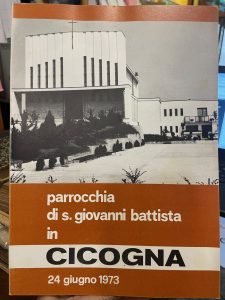 parrocchia
di s. giovanni battista
in
CICOGNA
24 giugno 1973